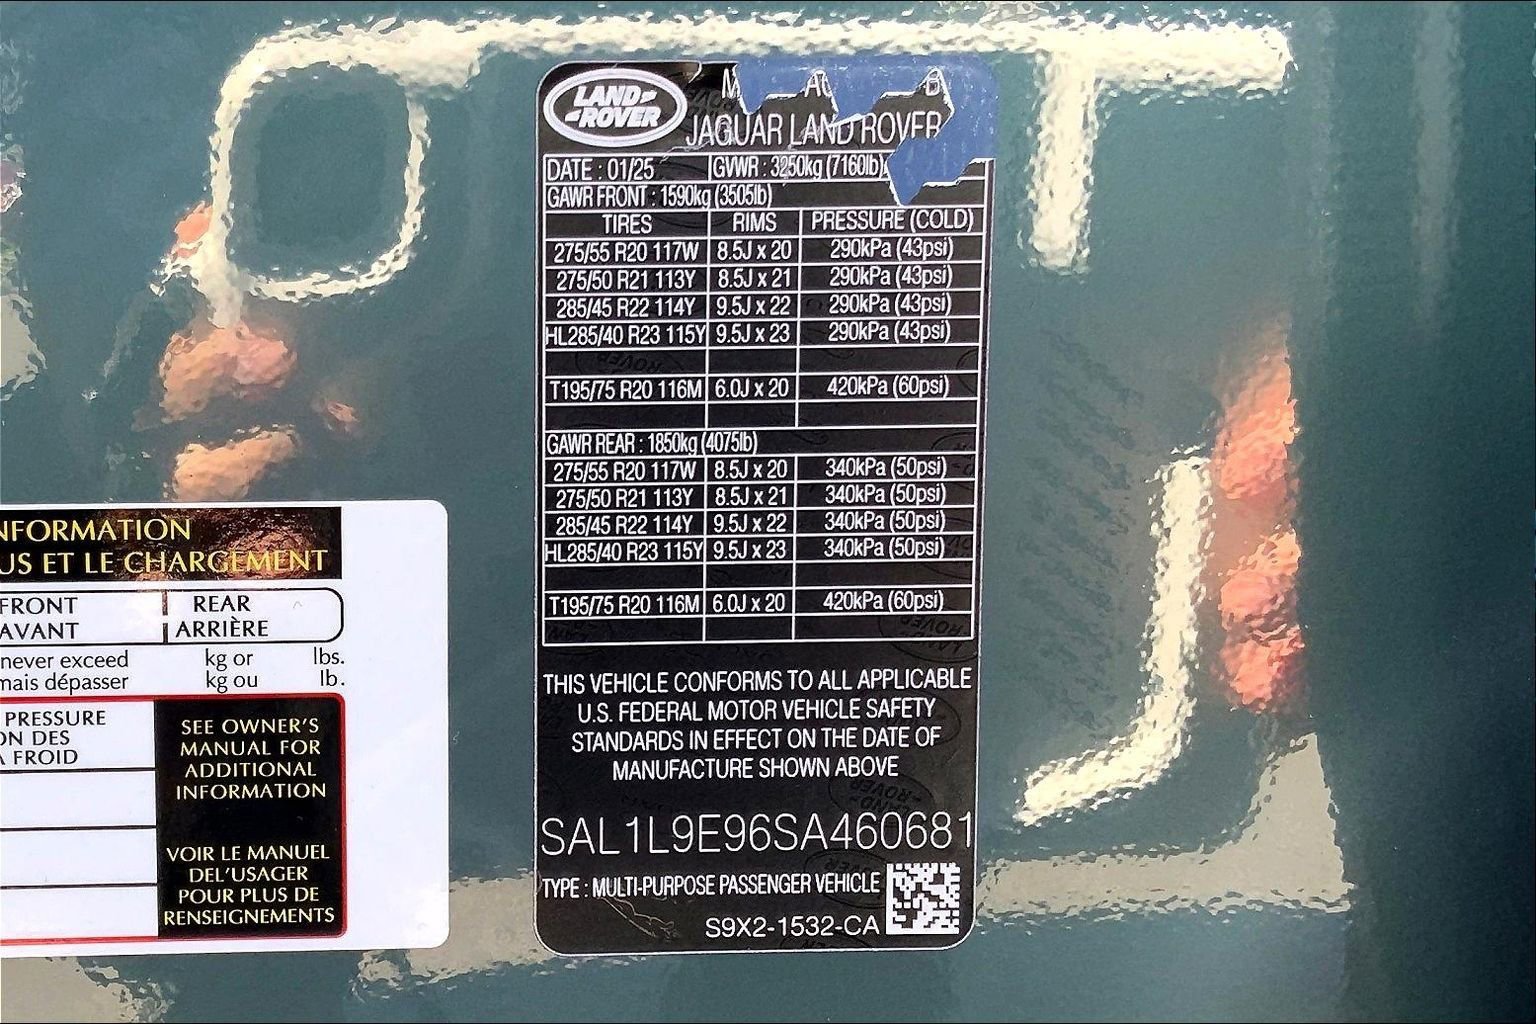 LAND-
-ROVER
JAGUAR LAND ROVER
DATE : 01/25 GVWR : 3250kg (7160lb)
GAWR FRONT : 1590kg (3505lb)
TIRES RIMS PRESSURE (COLD)
275/55 R20 117W 8.5J x 20 290kPa (43psi)
275/50 R21 113Y 8.5J x 21 290kPa (43psi)
285/45 R22 114Y 9.5J x 22 290kPa (43psi)
HL285/40 R23 115Y 9.5J x 23 290kPa (43psi)
T195/75 R20 116M 6.0J x 20 420kPa (60psi)
GAWR REAR : 1850kg (4075lb)
275/55 R20 117W 8.5J x 20 340kPa (50psi)
275/50 R21 113Y 8.5J x 21 340kPa (50psi)
285/45 R22 114Y 9.5J x 22 340kPa (50psi)
HL285/40 R23 115Y 9.5J x 23 340kPa (50psi)
T195/75 R20 116M 6.0J x 20 420kPa (60psi)
THIS VEHICLE CONFORMS TO ALL APPLICABLE
U.S. FEDERAL MOTOR VEHICLE SAFETY
STANDARDS IN EFFECT ON THE DATE OF
MANUFACTURE SHOWN ABOVE
SAL1L9E96SA460681
TYPE : MULTI-PURPOSE PASSENGER VEHICLE
S9X2-1532-CA
NFORMATION
US ET LE CHARGEMENT
FRONT REAR
AVANT ARRIÈRE
never exceed kg or lbs.
mais dépasser kg ou lb.
PRESSURE
ON DES
À FROID
SEE OWNER'S
MANUAL FOR
ADDITIONAL
INFORMATION
VOIR LE MANUEL
DEL'USAGER
POUR PLUS DE
RENSEIGNEMENTS